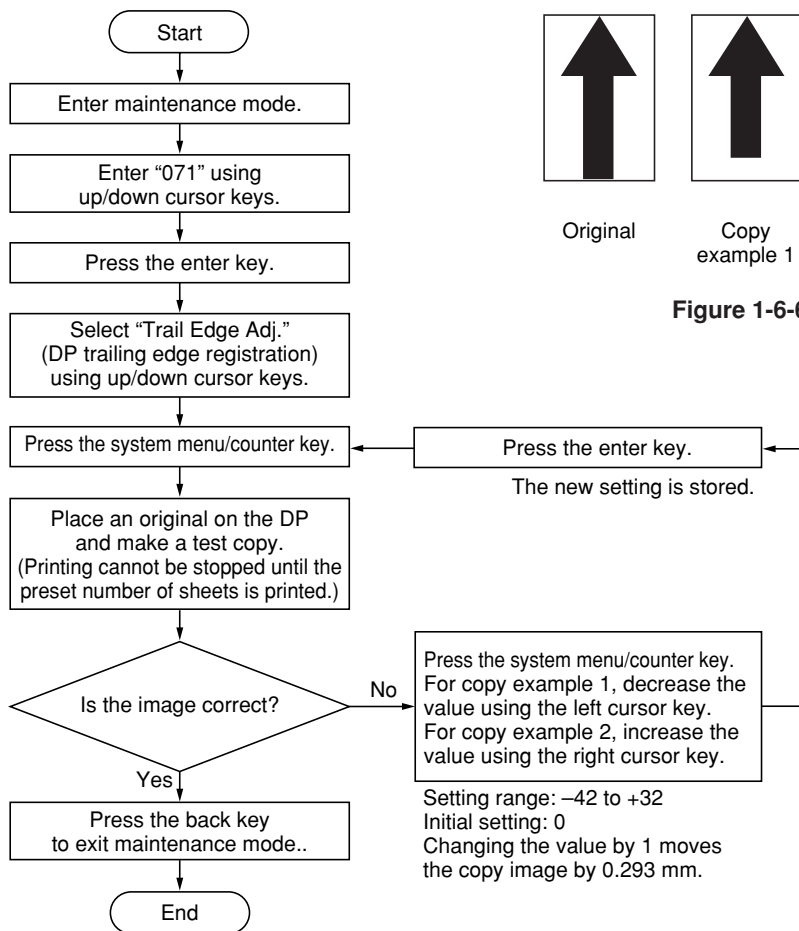 Start
Enter maintenance mode.
Enter “071” using
up/down cursor keys.
Press the enter key.
Select “Trail Edge Adj.”
(DP trailing edge registration)
using up/down cursor keys.
Press the system menu/counter key.
Place an original on the DP
and make a test copy.
(Printing cannot be stopped until the
preset number of sheets is printed.)
Is the image correct?
Yes
No
Press the back key
to exit maintenance mode..
End
Press the enter key.
The new setting is stored.
Press the system menu/counter key.
For copy example 1, decrease the
value using the left cursor key.
For copy example 2, increase the
value using the right cursor key.
Setting range: –42 to +32
Initial setting: 0
Changing the value by 1 moves
the copy image by 0.293 mm.
Original
Copy
example 1
Figure 1-6-6